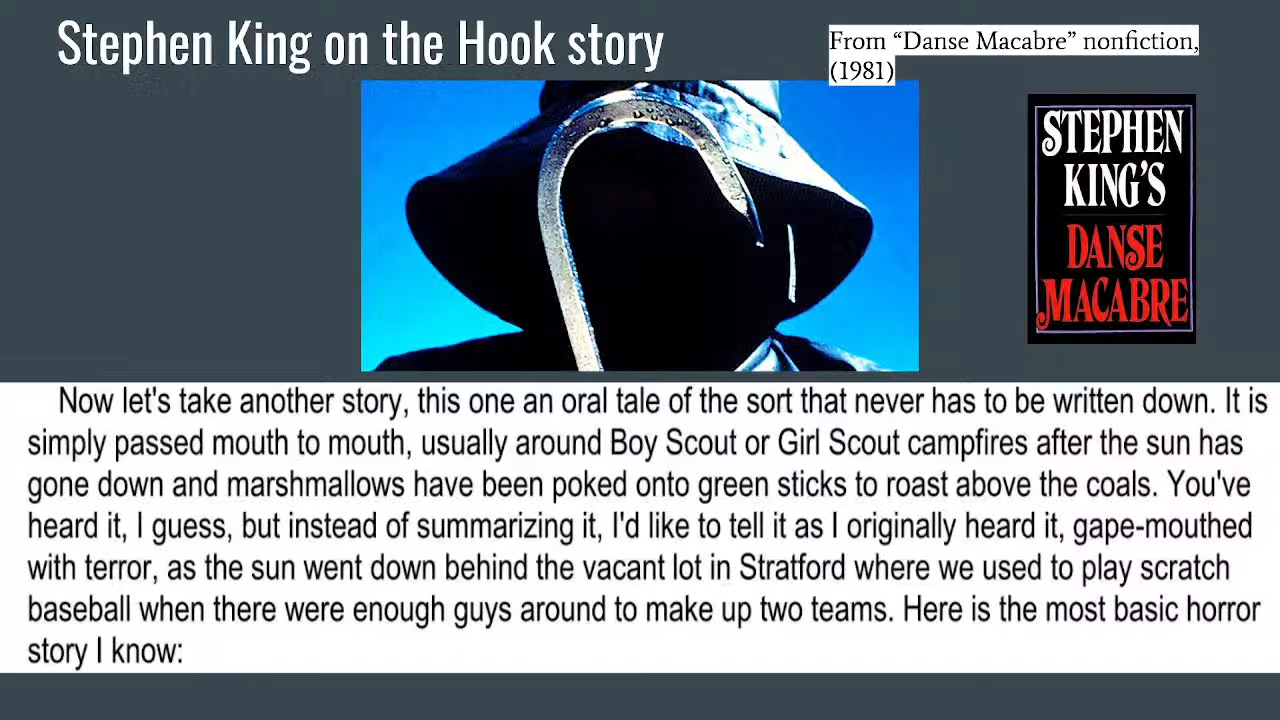 Stephen King on the Hook story
From “Danse Macabre” nonfiction,
(1981)
STEPHEN
KING'S
DANSE
MACABRE
Now let's take another story, this one an oral tale of the sort that never has to be written down. It is
simply passed mouth to mouth, usually around Boy Scout or Girl Scout campfires after the sun has
gone down and marshmallows have been poked onto green sticks to roast above the coals. You've
heard it, I guess, but instead of summarizing it, I'd like to tell it as I originally heard it, gape-mouthed
with terror, as the sun went down behind the vacant lot in Stratford where we used to play scratch
baseball when there were enough guys around to make up two teams. Here is the most basic horror
story I know: